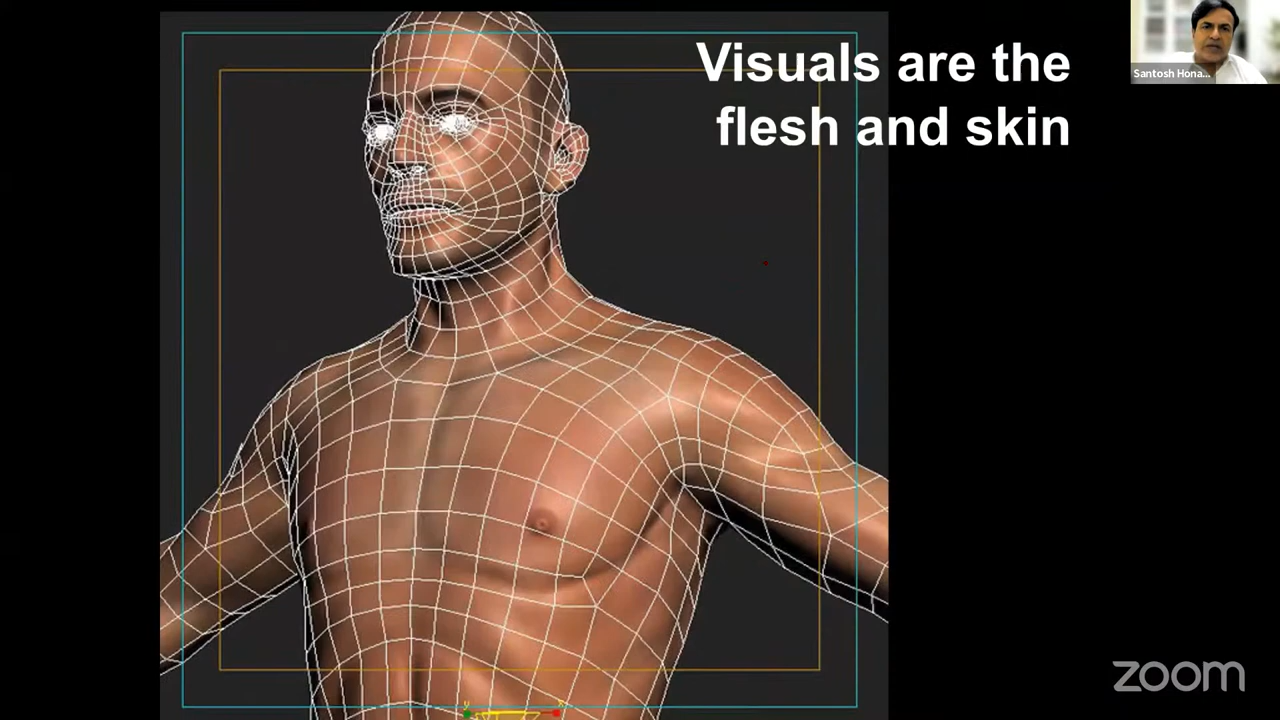 Visuals are the
flesh and skin
Santosh Hona...
y
x
zoom